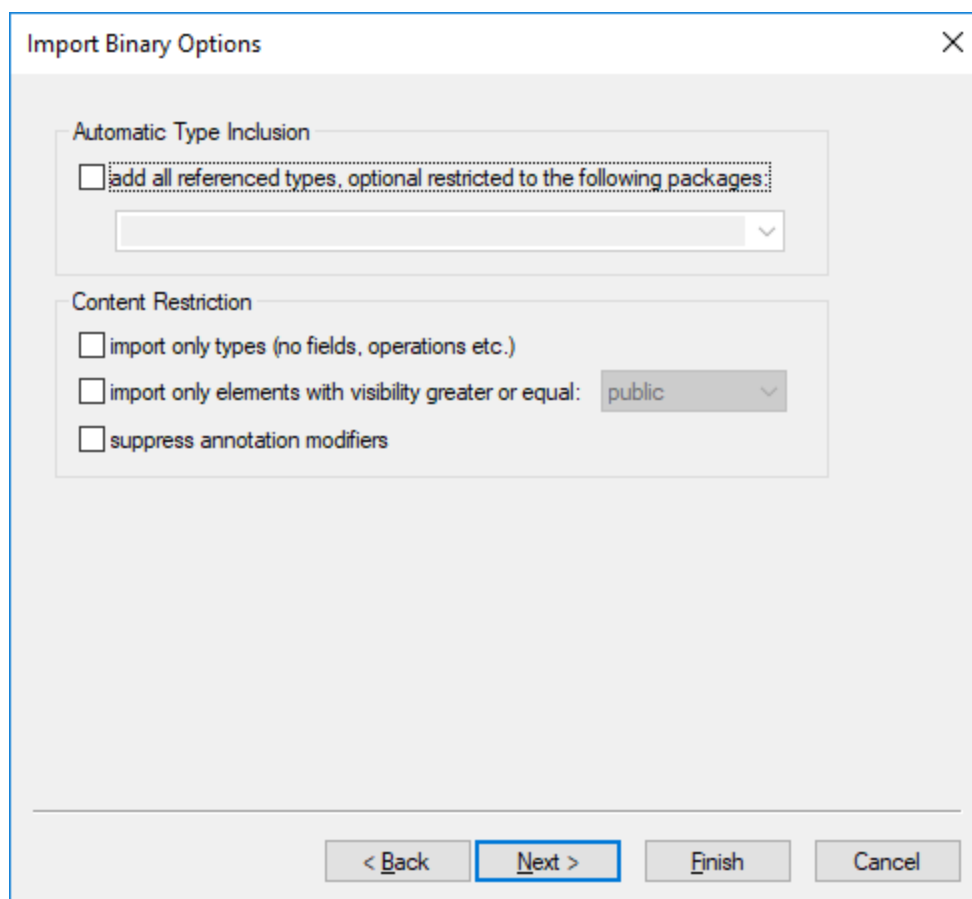 Import Binary Options
Automatic Type Inclusion
add all referenced types, optional restricted to the following packages:
Content Restriction
import only types (no fields, operations etc.)
import only elements with visibility greater or equal: public
suppress annotation modifiers
< Back Next > Finish Cancel